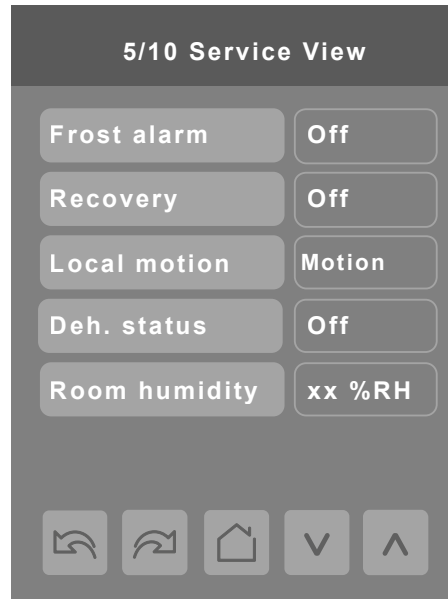 5/10 Service View
Frost alarm Off
Recovery Off
Local motion Motion
Deh. status Off
Room humidity xx %RH